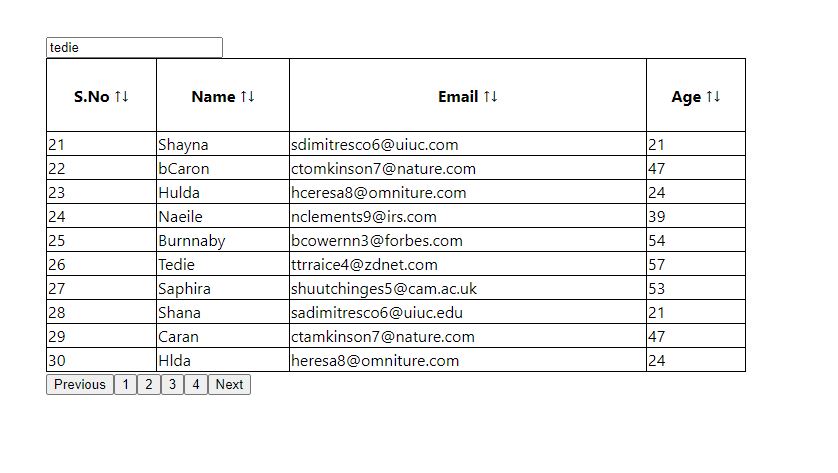 tedie
S.No ↑↓ Name ↑↓ Email ↑↓ Age ↑↓
21 Shayna sdimitresco6@uiuc.com 21
22 bCaron ctomkinson7@nature.com 47
23 Hulda hceresa8@omniture.com 24
24 Naeile nclements9@irs.com 39
25 Burnnaby bcowernn3@forbes.com 54
26 Tedie ttrraice4@zdnet.com 57
27 Saphira shuutchinges5@cam.ac.uk 53
28 Shana sadimitresco6@uiuc.edu 21
29 Caran ctamkinson7@nature.com 47
30 Hlda heresa8@omniture.com 24
Previous 1 2 3 4 Next